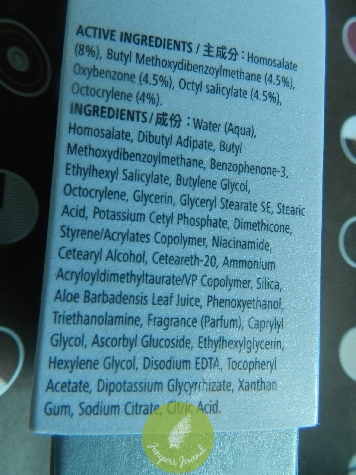 ACTIVE INGREDIENTS / 主成分 : Homosalate
(8%), Butyl Methoxydibenzoylmethane (4.5%),
Oxybenzone (4.5%), Octyl salicylate (4.5%),
Octocrylene (4%).
INGREDIENTS / 成份 : Water (Aqua),
Homosalate, Dibutyl Adipate, Butyl
Methoxydibenzoylmethane, Benzophenone-3,
Ethylhexyl Salicylate, Butylene Glycol,
Octocrylene, Glycerin, Glyceryl Stearate SE, Stearic
Acid, Potassium Cetyl Phosphate, Dimethicone,
Styrene/Acrylates Copolymer, Niacinamide,
Cetearyl Alcohol, Ceteareth-20, Ammonium
Acryloyldimethyltaurate/VP Copolymer, Silica,
Aloe Barbadensis Leaf Juice, Phenoxyethanol,
Triethanolamine, Fragrance (Parfum), Caprylyl
Glycol, Ascorbyl Glucoside, Ethylhexylglycerin,
Hexylene Glycol, Disodium EDTA, Tocopheryl
Acetate, Dipotassium Glycyrrhizate, Xanthan
Gum, Sodium Citrate, Citric Acid.
Journal